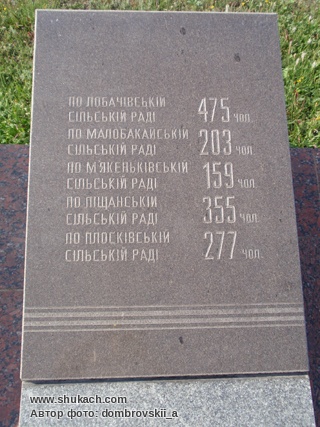 ПО ЛОБАЧІВСЬКІЙ
СІЛЬСЬКІЙ РАДІ 475 ЧОЛ.
ПО МАЛОБАКАЙСЬКІЙ
СІЛЬСЬКІЙ РАДІ 203 ЧОЛ.
ПО М'ЯКЕНЬКІВСЬКІЙ
СІЛЬСЬКІЙ РАДІ 159 ЧОЛ.
ПО ПІЩАНСЬКІЙ
СІЛЬСЬКІЙ РАДІ 355 ЧОЛ.
ПО ПЛОСКІВСЬКІЙ
СІЛЬСЬКІЙ РАДІ 277 ЧОЛ.
www.shukach.com
Автор фото: dombrovskii_a